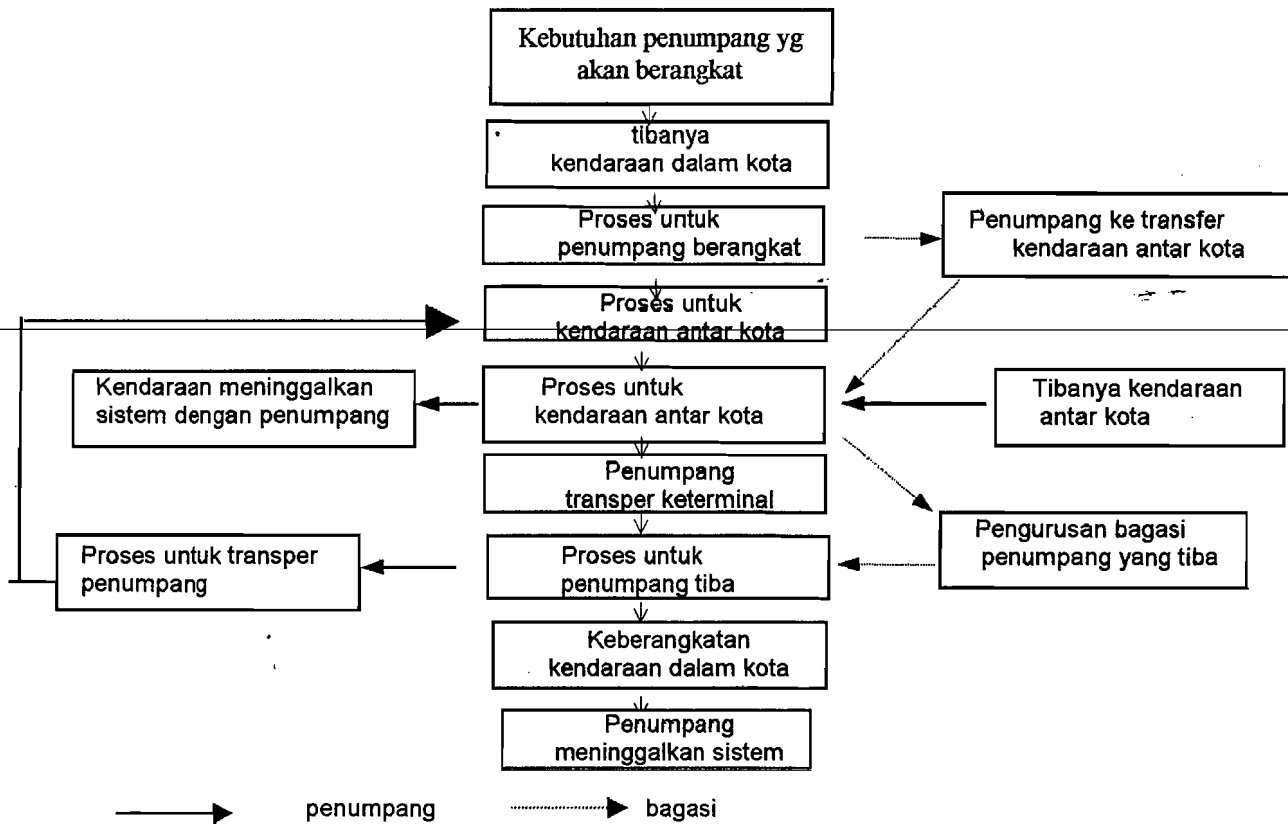 Kebutuhan penumpang yg
akan berangkat
tibanya
kendaraan dalam kota
Proses untuk
penumpang berangkat
Penumpang ke transfer
kendaraan antar kota
Proses untuk
kendaraan antar kota
Kendaraan meninggalkan
sistem dengan penumpang
Proses untuk
kendaraan antar kota
Tibanya kendaraan
antar kota
Penumpang
transper keterminal
Pengurusan bagasi
penumpang yang tiba
Proses untuk transper
penumpang
Proses untuk
penumpang tiba
Keberangkatan
kendaraan dalam kota
Penumpang
meninggalkan sistem
penumpang
bagasi